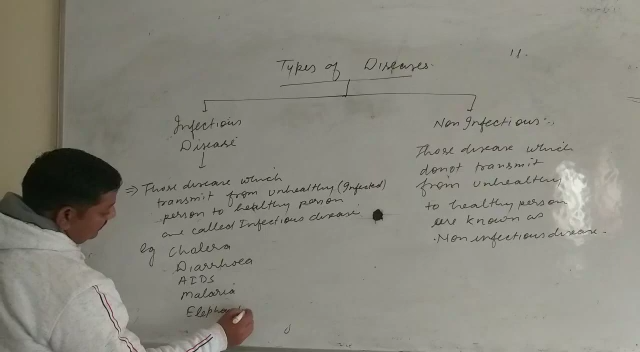 Types of Diseases.
Infectious
Disease
⇒ Those disease which
transmit from unhealthy (Infected)
person to healthy person
are called Infectious disease
eg Chalera
Diarrhoea
AIDS
Malaria
Elephan
Non Infectious:..
Those disease which
donot transmit
from unhealthy
to healthy person
are known as
Non infectious disease.